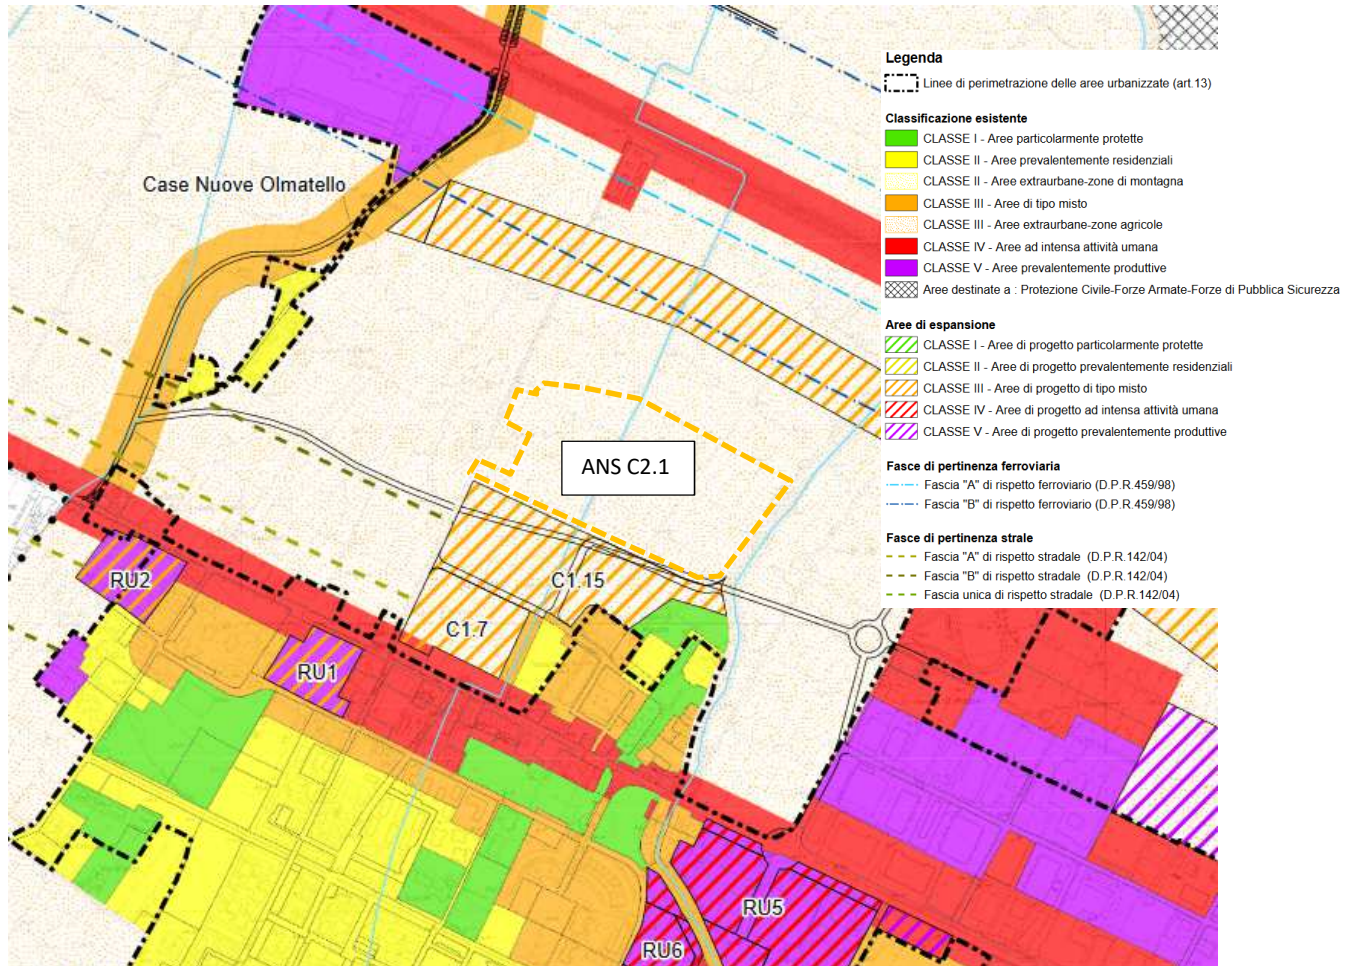 Case Nuove Olmatello
ANS C2.1
C1.15
C1.7
RU2
RU1
RU5
RU6
Legenda
Linee di perimetrazione delle aree urbanizzate (art.13)
Classificazione esistente
CLASSE I - Aree particolarmente protette
CLASSE II - Aree prevalentemente residenziali
CLASSE II - Aree extraurbane-zone di montagna
CLASSE III - Aree di tipo misto
CLASSE III - Aree extraurbane-zone agricole
CLASSE IV - Aree ad intensa attività umana
CLASSE V - Aree prevalentemente produttive
Aree destinate a : Protezione Civile-Forze Armate-Forze di Pubblica Sicurezza
Aree di espansione
CLASSE I - Aree di progetto particolarmente protette
CLASSE II - Aree di progetto prevalentemente residenziali
CLASSE III - Aree di progetto di tipo misto
CLASSE IV - Aree di progetto ad intensa attività umana
CLASSE V - Aree di progetto prevalentemente produttive
Fasce di pertinenza ferroviaria
Fascia "A" di rispetto ferroviario (D.P.R.459/98)
Fascia "B" di rispetto ferroviario (D.P.R.459/98)
Fasce di pertinenza strale
Fascia "A" di rispetto stradale (D.P.R.142/04)
Fascia "B" di rispetto stradale (D.P.R.142/04)
Fascia unica di rispetto stradale (D.P.R.142/04)